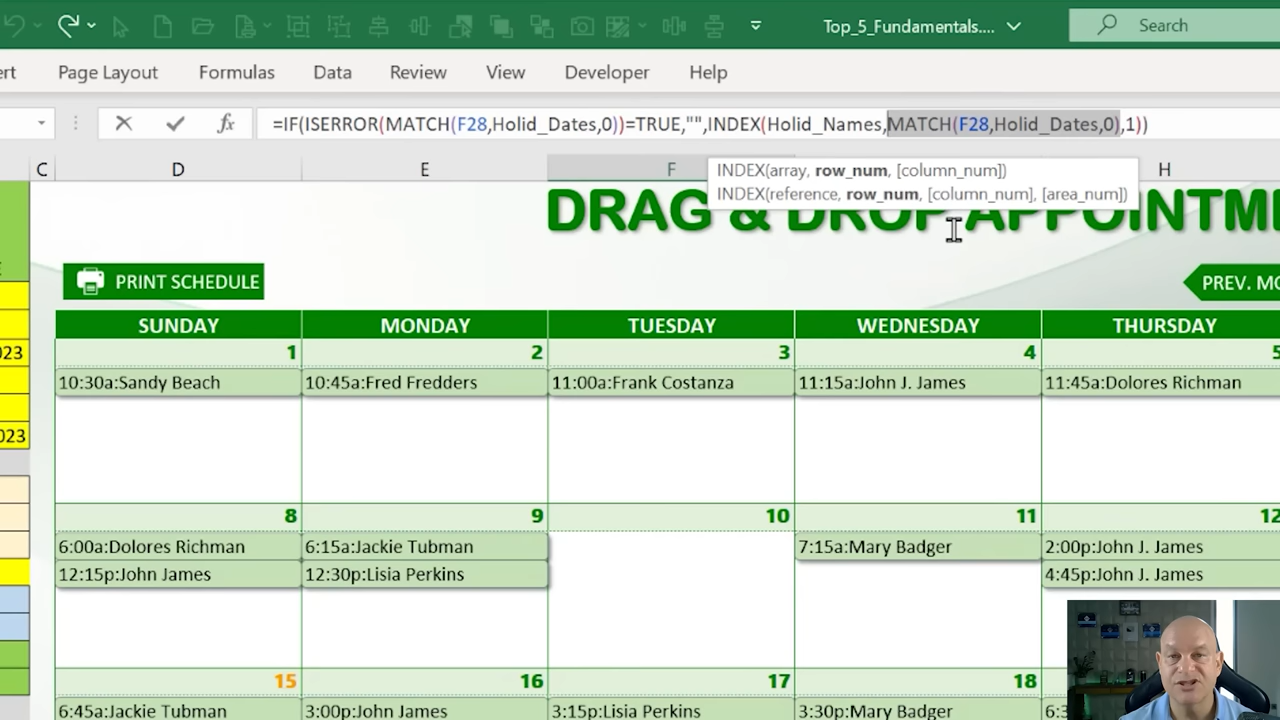 Top_5_Fundamentals....
Search
ert
Page Layout
Formulas
Data
Review
View
Developer
Help
fx
=IF(ISERROR(MATCH(F28,Holid_Dates,0))=TRUE,"",INDEX(Holid_Names,MATCH(F28,Holid_Dates,0),1))
C
D
E
F
H
INDEX(array, row_num, [column_num])
INDEX(reference, row_num, [column_num], [area_num])
DRAG & DROP APPOINTM
PRINT SCHEDULE
PREV. MO
SUNDAY
MONDAY
TUESDAY
WEDNESDAY
THURSDAY
023
1
2
3
4
5
10:30a:Sandy Beach
10:45a:Fred Fredders
11:00a:Frank Costanza
11:15a:John J. James
11:45a:Dolores Richman
023
8
9
10
11
12
6:00a:Dolores Richman
6:15a:Jackie Tubman
7:15a:Mary Badger
2:00p:John J. James
12:15p:John James
12:30p:Lisia Perkins
4:45p:John J. James
15
16
17
18
6:45a:Jackie Tubman
3:00p:John James
3:15p:Lisia Perkins
3:30p:Mary Badger